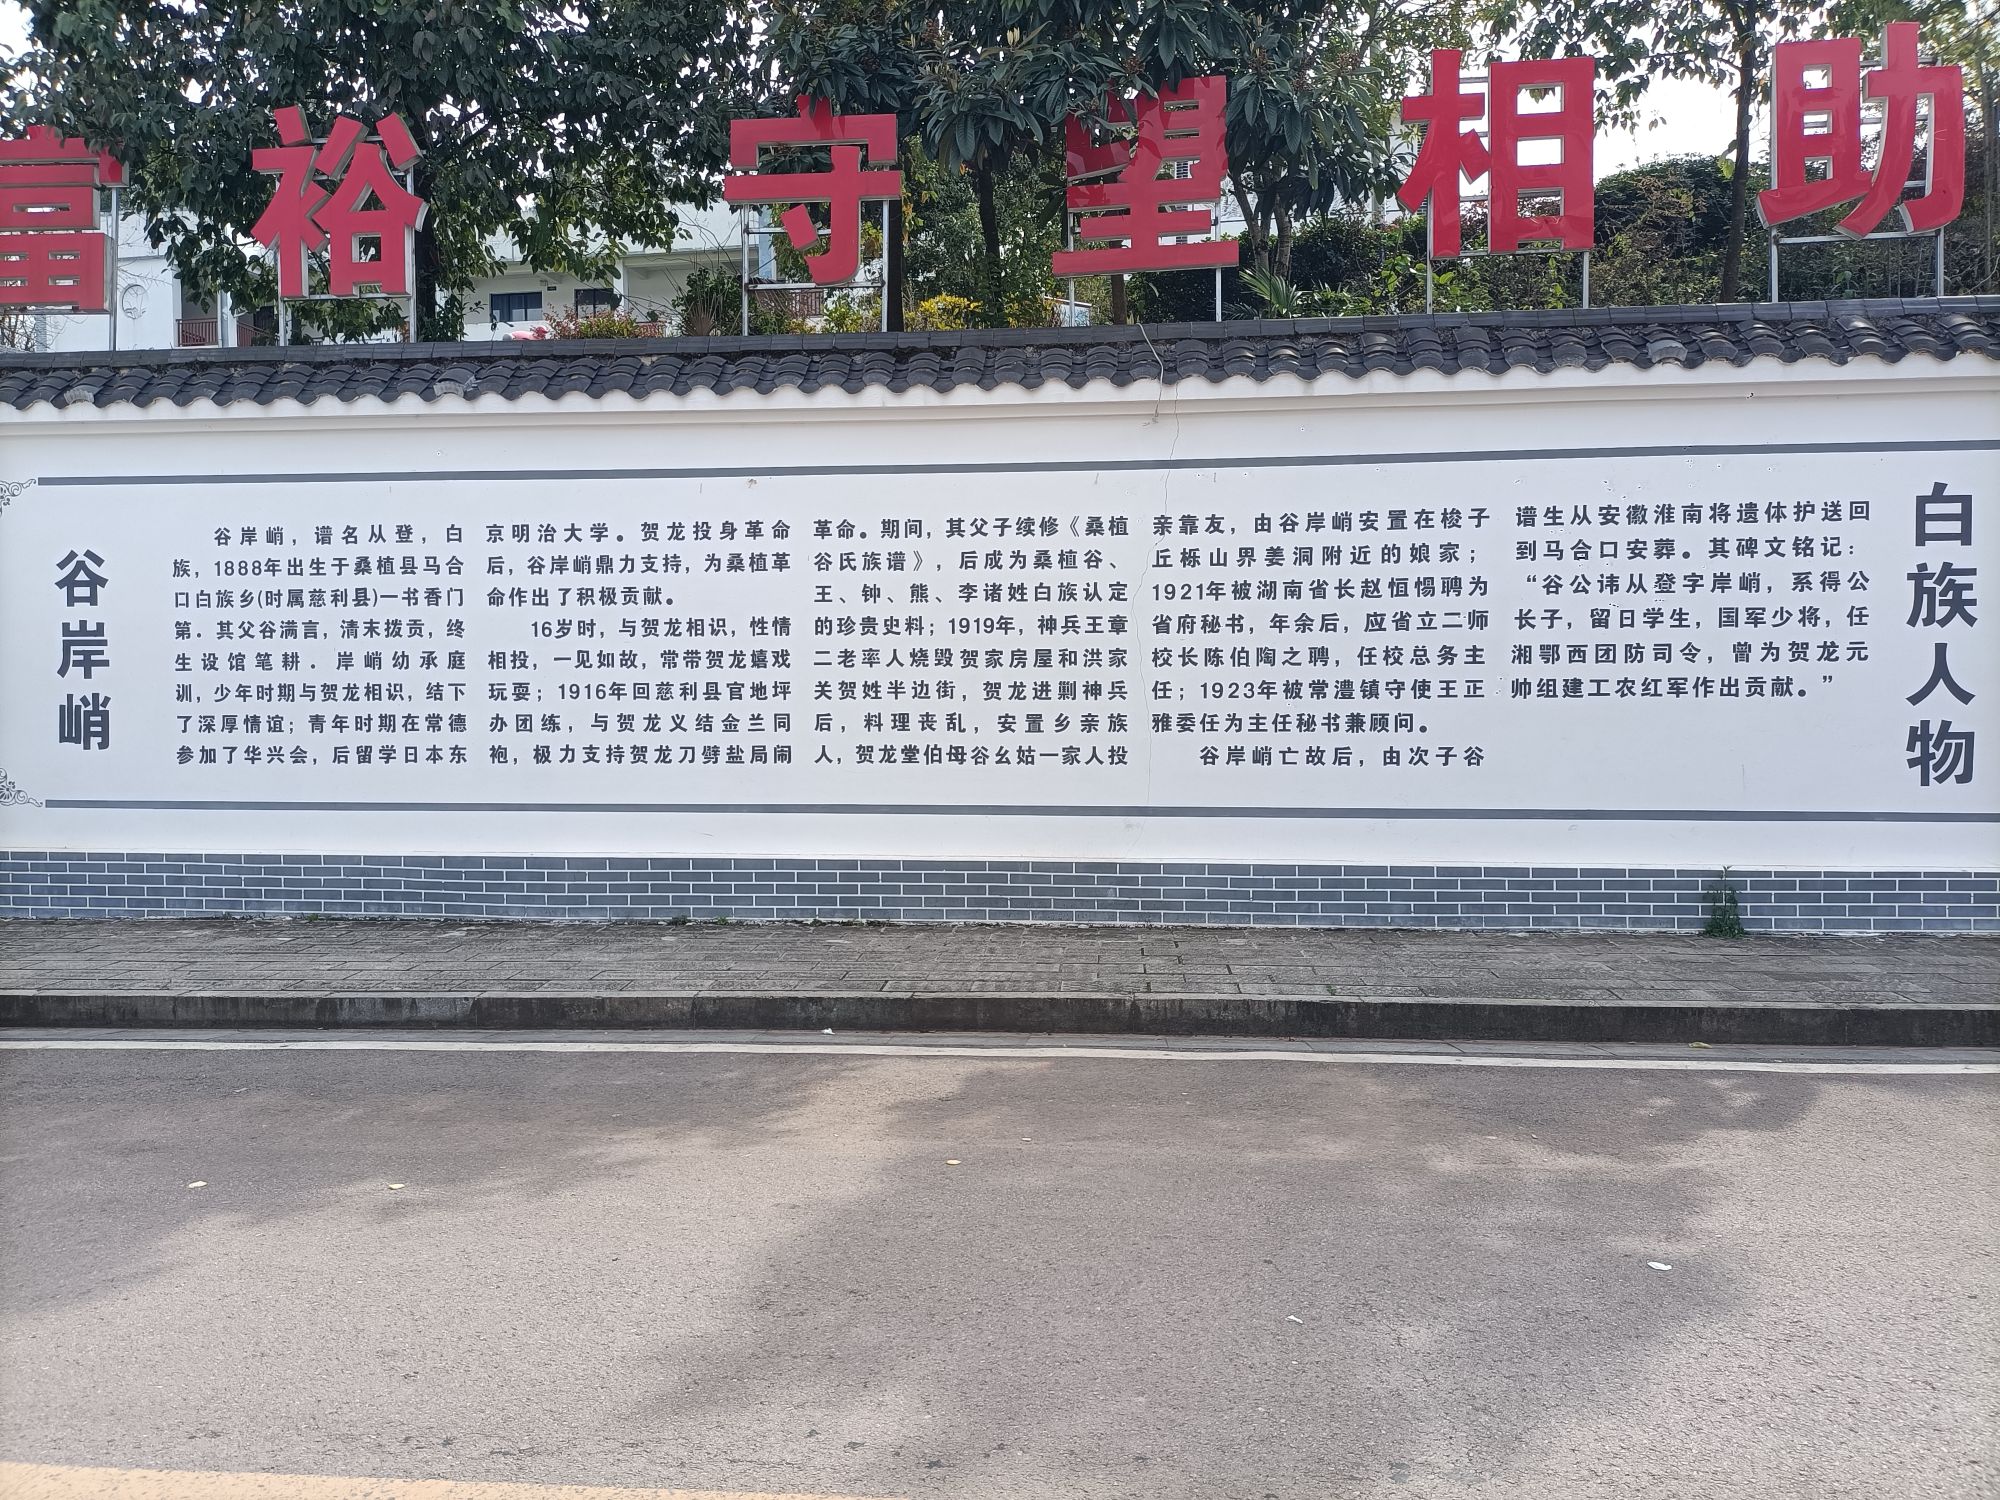 富裕 守望相助
白族人物
谷岸峭
谷岸峭，谱名从登，白
族，1888年出生于桑植县马合
口白族乡(时属慈利县)一书香门
第．其父谷满言，清末拨贡，终
生设馆笔耕．岸峭幼承庭
训，少年时期与贺龙相识，结下
了深厚情谊；青年时期在常德
参加了华兴会，后留学日本东
京明治大学。贺龙投身革命
后，谷岸峭鼎力支持，为桑植革
命作出了积极贡献。
16岁时，与贺龙相识，性情
相投，一见如故，常带贺龙嬉戏
玩耍；1916年回慈利县官地坪
办团练，与贺龙义结金兰同
袍，极力支持贺龙刀劈盐局闹
革命。期间，其父子续修《桑植
谷氏族谱》，后成为桑植谷、
王、钟、熊、李诸姓白族认定
的珍贵史料；1919年，神兵王章
二老率人烧毁贺家房屋和洪家
关贺姓半边街，贺龙进剿神兵
后，料理丧乱，安置乡亲族
人，贺龙堂伯母谷幺姑一家人投
亲靠友，由谷岸峭安置在梭子
丘栎山界姜洞附近的娘家；
1921年被湖南省长赵恒惕聘为
省府秘书，年余后，应省立二师
校长陈伯陶之聘，任校总务主
任；1923年被常澧镇守使王正
雅委任为主任秘书兼顾问。
谷岸峭亡故后，由次子谷
谱生从安徽淮南将遗体护送回
到马合口安葬。其碑文铭记：
“谷公讳从登字岸峭，系得公
长子，留日学生，国军少将，任
湘鄂西团防司令，曾为贺龙元
帅组建工农红军作出贡献。”